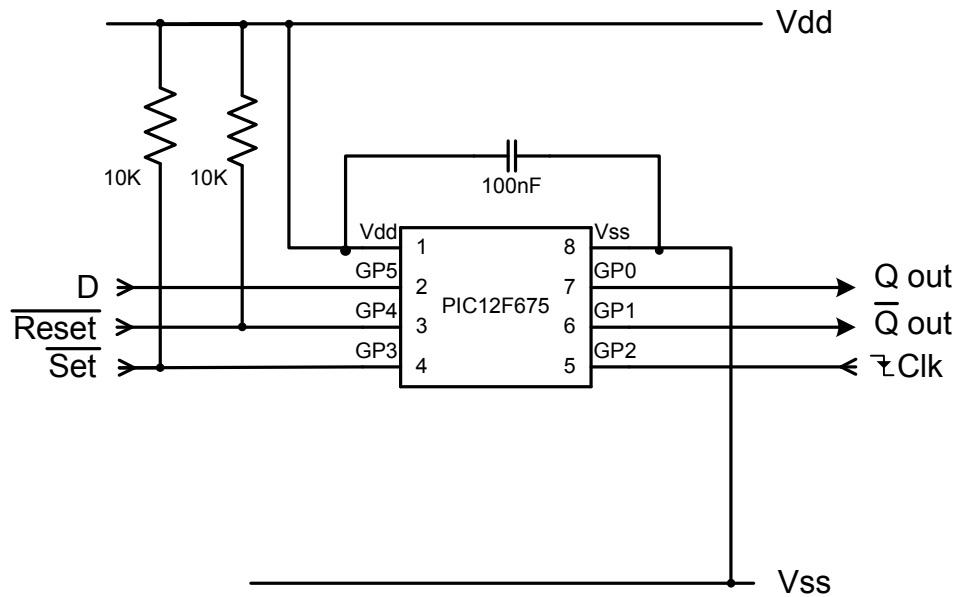 Vdd
10K 10K
100nF
Vdd Vss
1 8
GP5 GP0
D 2 7 Q out
PIC12F675
GP4 GP1
Reset 3 6 Q out
GP3 GP2
Set 4 5 Clk
Vss